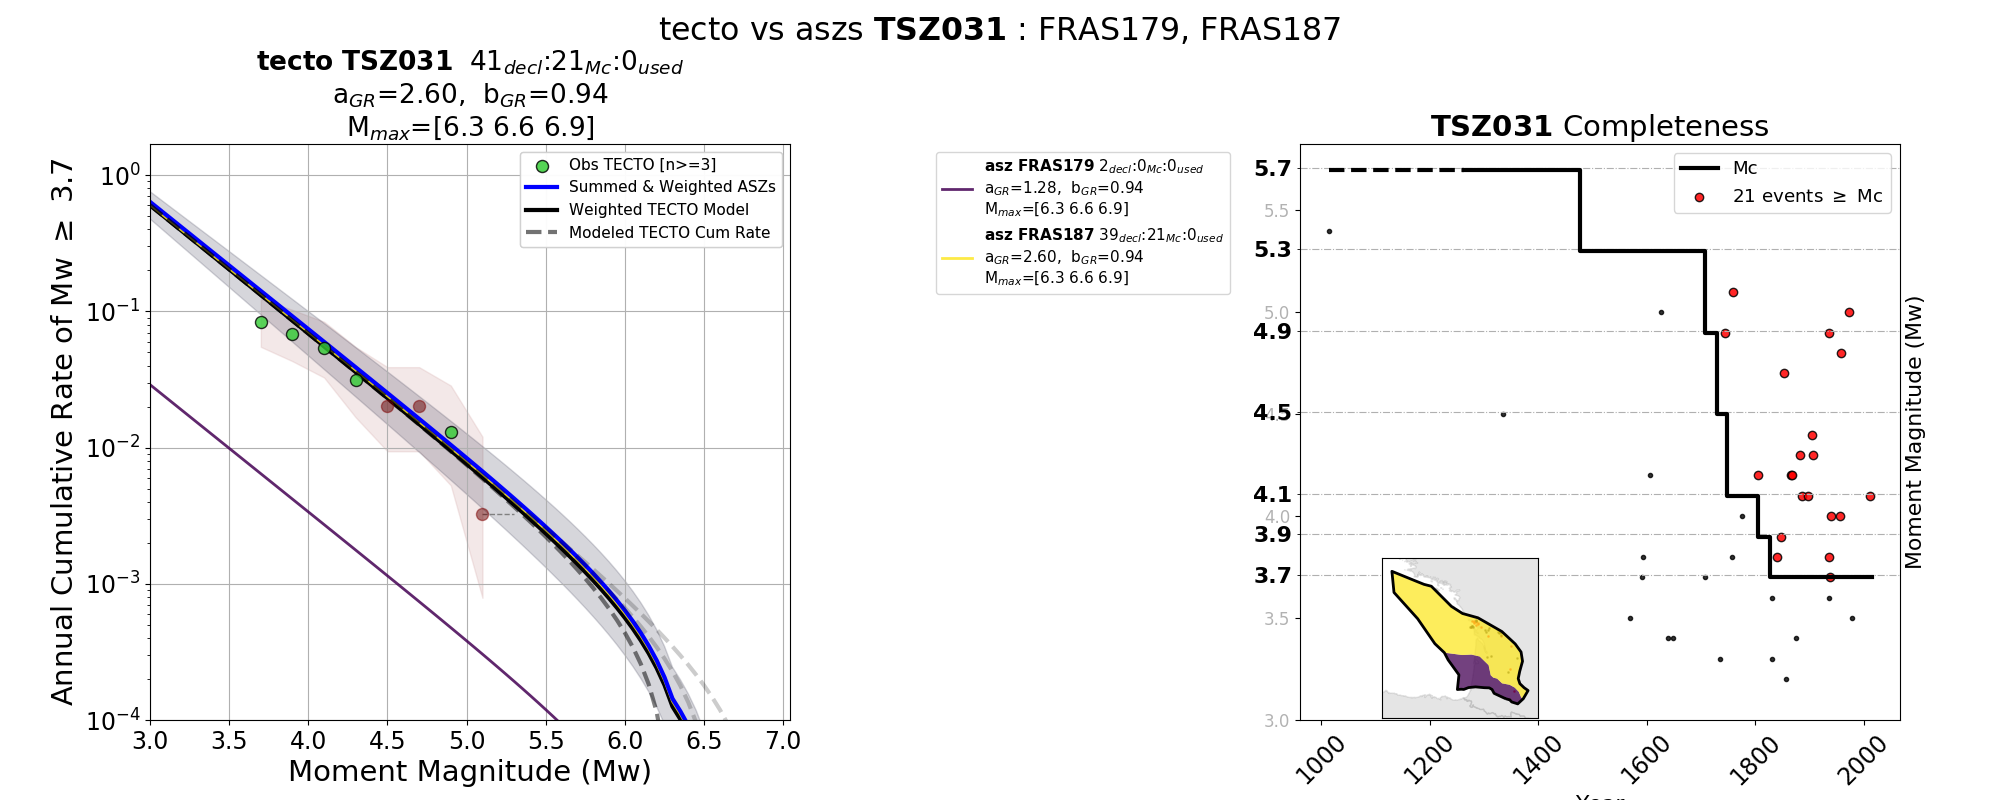 tecto vs aszs TSZ031 : FRAS179, FRAS187
tecto TSZ031 41decl:21Mc:0used
aGR=2.60, bGR=0.94
Mmax=[6.3 6.6 6.9]
Annual Cumulative Rate of Mw ≥ 3.7
10^0
10^-1
10^-2
10^-3
10^-4
3.0 3.5 4.0 4.5 5.0 5.5 6.0 6.5 7.0
Moment Magnitude (Mw)
Obs TECTO [n>=3]
Summed & Weighted ASZs
Weighted TECTO Model
Modeled TECTO Cum Rate
asz FRAS179 2decl:0Mc:0used
aGR=1.28, bGR=0.94
Mmax=[6.3 6.6 6.9]
asz FRAS187 39decl:21Mc:0used
aGR=2.60, bGR=0.94
Mmax=[6.3 6.6 6.9]
TSZ031 Completeness
Mc
21 events ≥ Mc
5.7
5.5
5.3
5.0
4.9
4.5
4.1
4.0
3.9
3.7
3.5
3.0
1000 1200 1400 1600 1800 2000
Moment Magnitude (Mw)